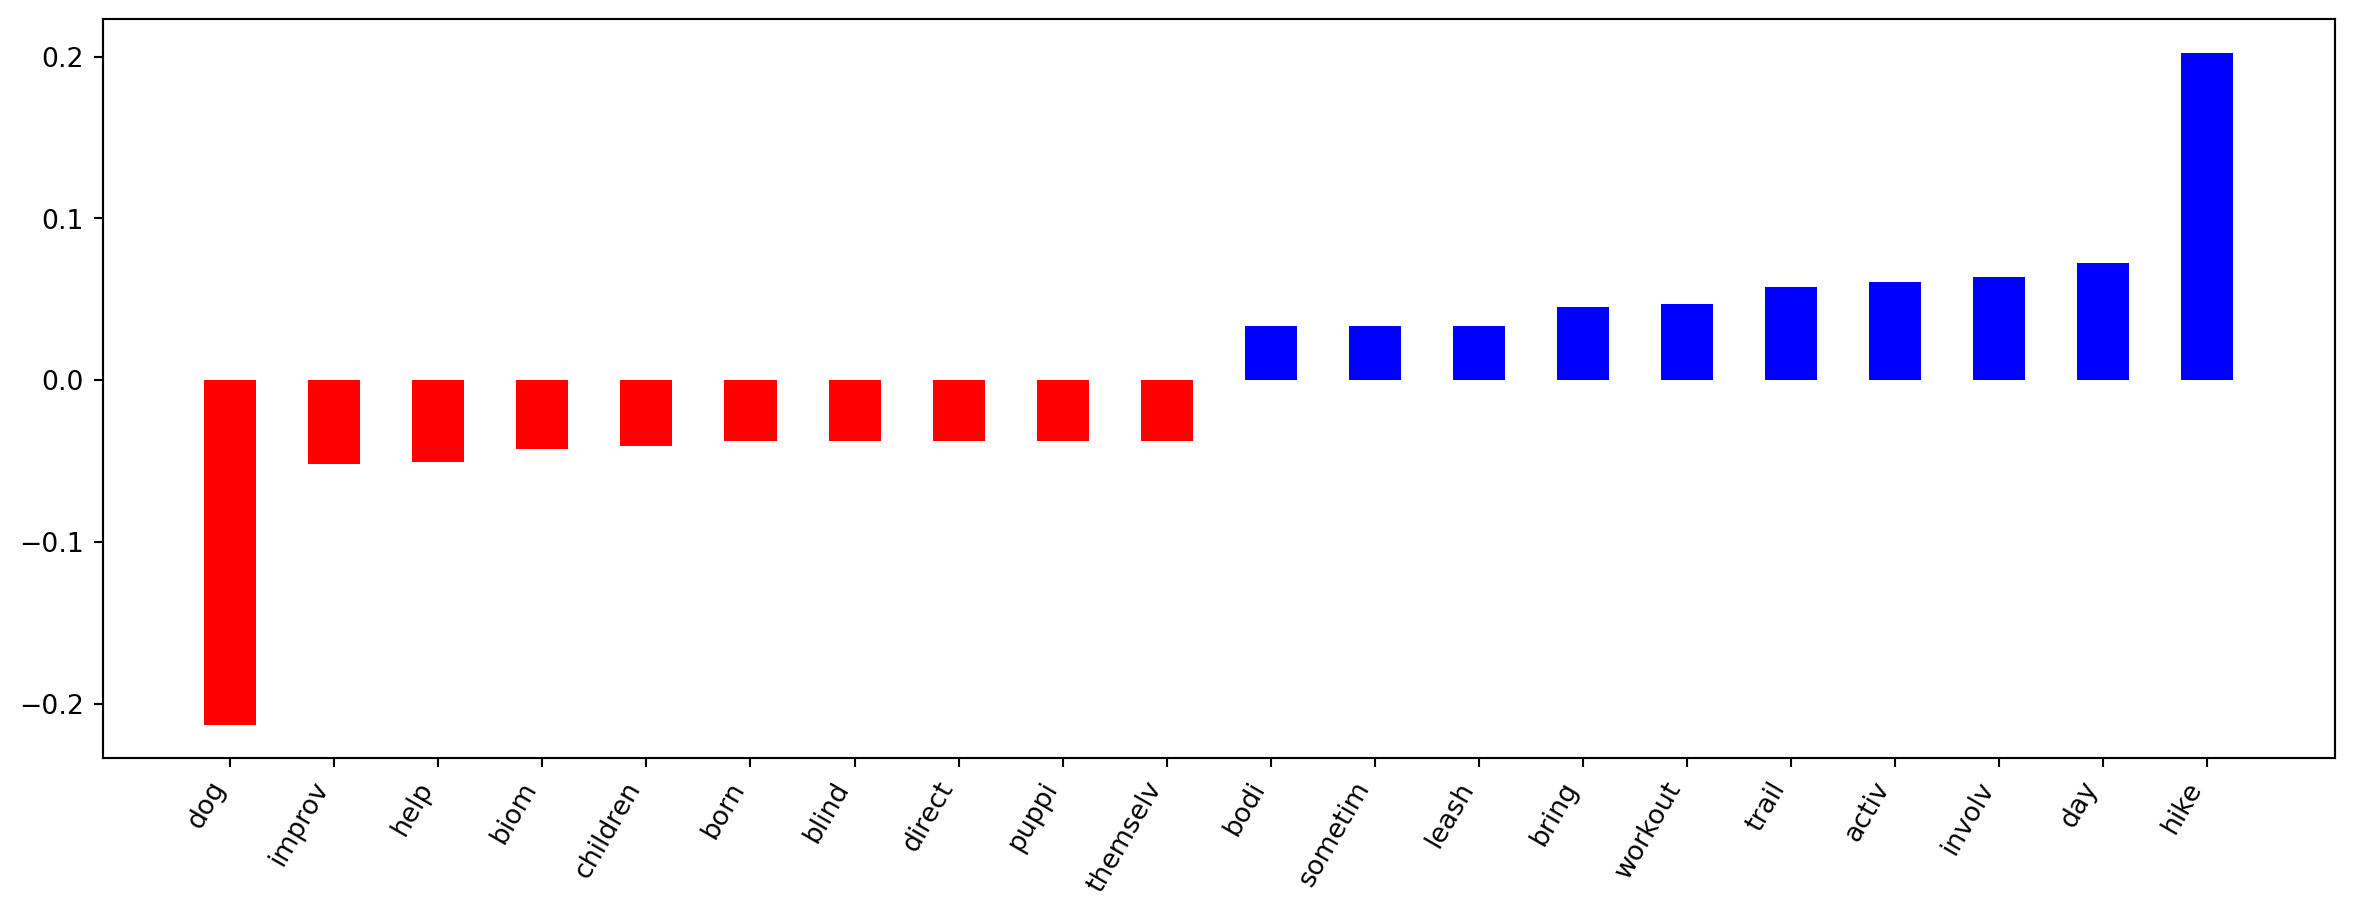 0.2
0.1
0.0
−0.1
−0.2
dog
improv
help
biom
children
born
blind
direct
puppi
themselv
bodi
sometim
leash
bring
workout
trail
activ
involv
day
hike